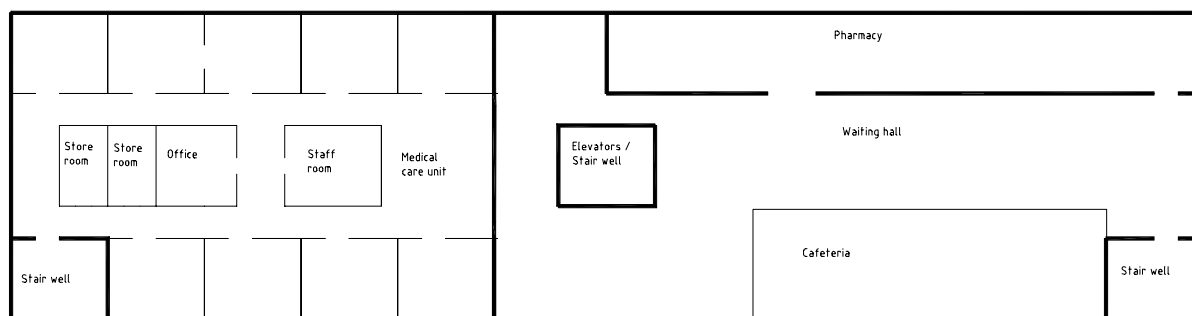 Pharmacy
Waiting hall
Store
room
Store
room
Office
Staff
room
Medical
care unit
Elevators /
Stair well
Cafeteria
Stair well
Stair well